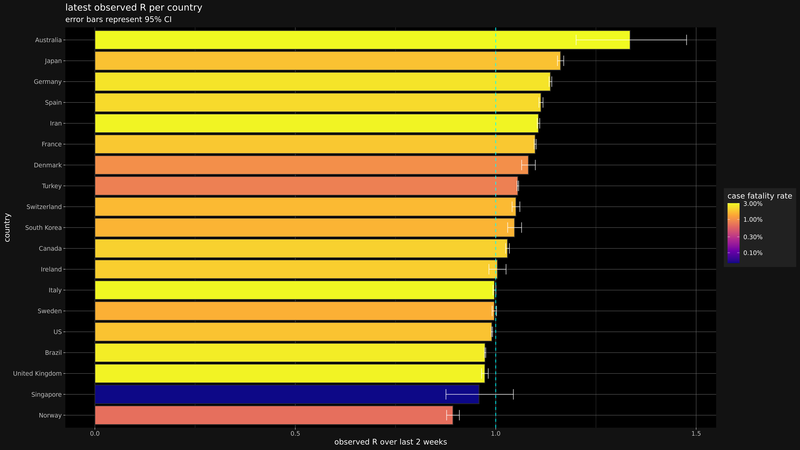 latest observed R per country
error bars represent 95% CI
country
Australia
Japan
Germany
Spain
Iran
France
Denmark
Turkey
Switzerland
South Korea
Canada
Ireland
Italy
Sweden
US
Brazil
United Kingdom
Singapore
Norway
0.0
0.5
1.0
1.5
observed R over last 2 weeks
case fatality rate
3.00%
1.00%
0.30%
0.10%